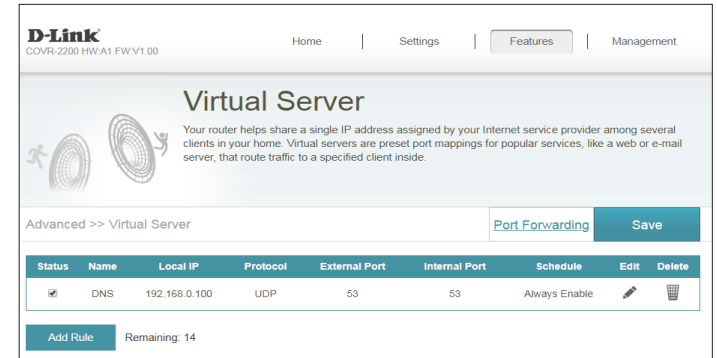 D-Link
COVR-2200 HW:A1 FW:V1.00
Home | Settings | Features | Management
Virtual Server
Your router helps share a single IP address assigned by your Internet service provider among several
clients in your home. Virtual servers are preset port mappings for popular services, like a web or e-mail
server, that route traffic to a specified client inside.
Advanced >> Virtual Server Port Forwarding Save
Status Name Local IP Protocol External Port Internal Port Schedule Edit Delete
DNS 192.168.0.100 UDP 53 53 Always Enable
Add Rule Remaining: 14